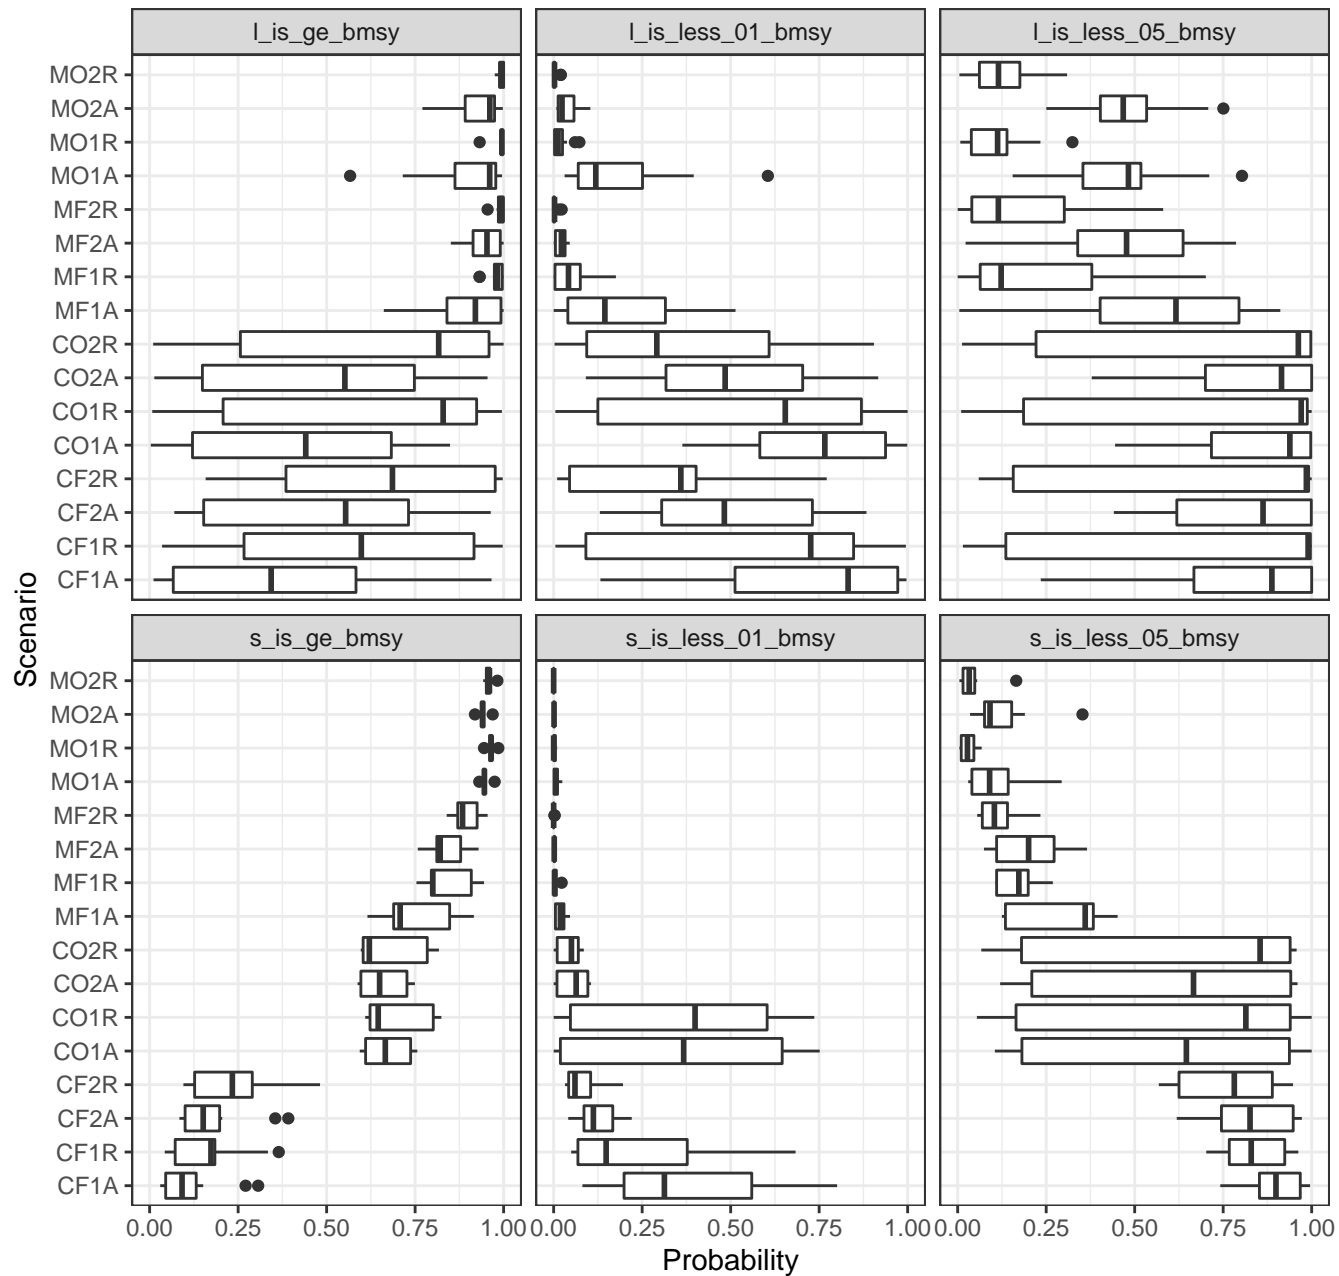 l_is_ge_bmsy
l_is_less_01_bmsy
l_is_less_05_bmsy
MO2R
MO2A
MO1R
MO1A
MF2R
MF2A
MF1R
MF1A
CO2R
CO2A
CO1R
CO1A
CF2R
CF2A
CF1R
CF1A
Scenario
s_is_ge_bmsy
s_is_less_01_bmsy
s_is_less_05_bmsy
MO2R
MO2A
MO1R
MO1A
MF2R
MF2A
MF1R
MF1A
CO2R
CO2A
CO1R
CO1A
CF2R
CF2A
CF1R
CF1A
0.00 0.25 0.50 0.75 1.00 0.00 0.25 0.50 0.75 1.00 0.00 0.25 0.50 0.75 1.00
Probability